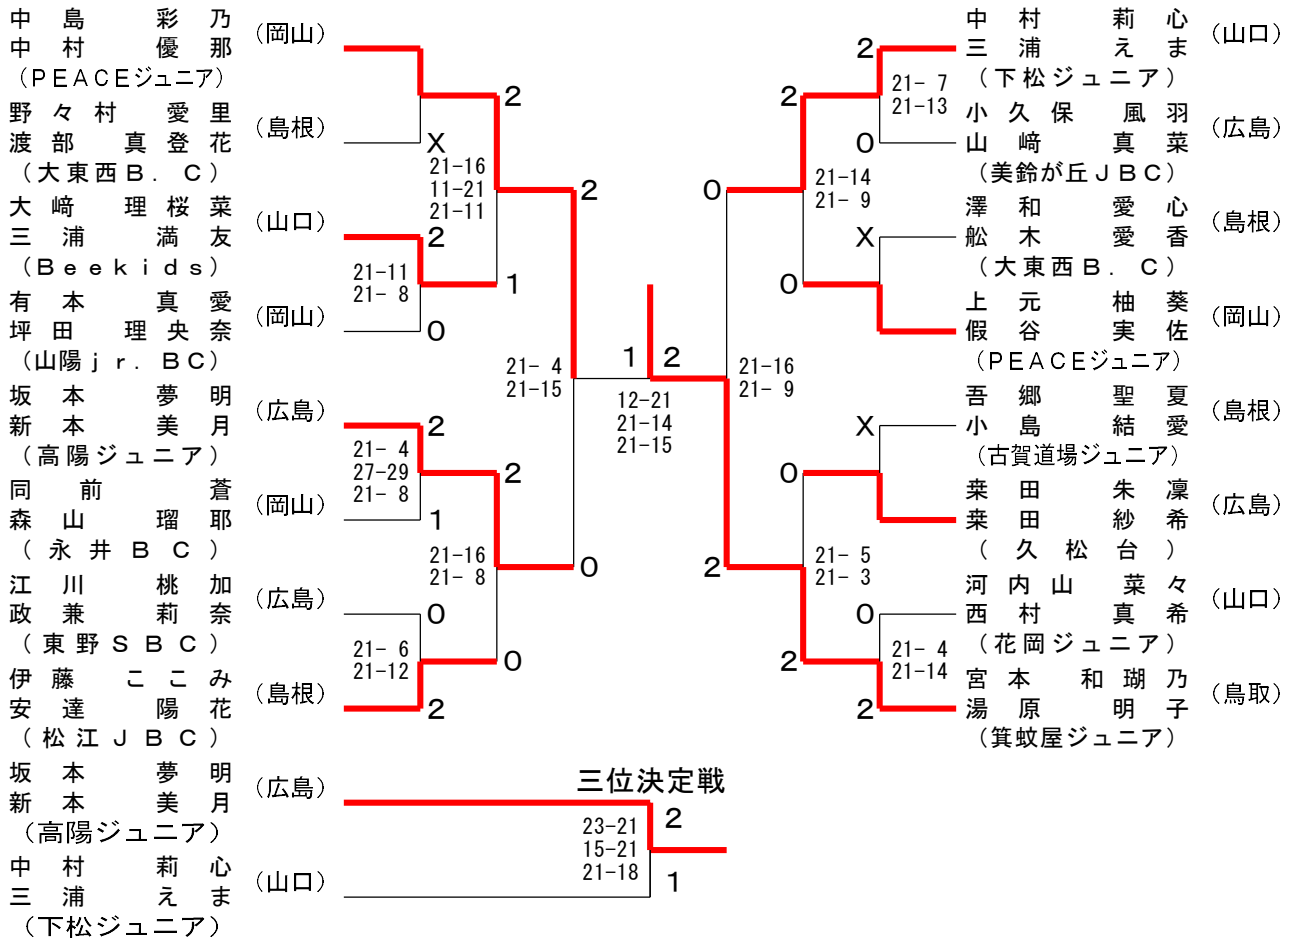 中島 彩乃
中村 優那
(岡山)
(PEACEジュニア)
野々村 愛里
渡部 真登花
(島根)
(大東西B．C)
大﨑 理桜菜
三浦 満友
(山口)
(Beekids)
有本 真愛
坪田 理央奈
(岡山)
(山陽jr．BC)
坂本 夢明
新本 美月
(広島)
(高陽ジュニア)
同前 蒼
森山 瑠耶
(岡山)
(永井BC)
江川 桃加
政兼 莉奈
(広島)
(東野SBC)
伊藤 ここみ
安達 陽花
(島根)
(松江JBC)
2
X
21-16
11-21
21-11
2
2
21-11
21- 8
1
0
21- 4
21-15
2
21- 4
27-29
21- 8
2
1
21-16
21- 8
0
0
21- 6
21-12
0
2
1 2
12-21
21-14
21-15
中村 莉心
三浦 えま
(山口)
(下松ジュニア)
小久保 風羽
山﨑 真菜
(広島)
(美鈴が丘JBC)
澤和 愛心
舩木 愛香
(島根)
(大東西B．C)
上元 柚葵
假谷 実佐
(岡山)
(PEACEジュニア)
吾郷 聖夏
小島 結愛
(島根)
(古賀道場ジュニア)
桒田 朱凜
桒田 紗希
(広島)
(久松台)
河内山 菜々
西村 真希
(山口)
(花岡ジュニア)
宮本 和瑚乃
湯原 明子
(鳥取)
(箕蚊屋ジュニア)
2
21- 7
21-13
2
0
21-14
21- 9
0
X
0
21-16
21- 9
X
0
21- 5
21- 3
2
0
21- 4
21-14
2
2
三位決定戦
坂本 夢明
新本 美月
(広島)
(高陽ジュニア)
中村 莉心
三浦 えま
(山口)
(下松ジュニア)
23-21
15-21
21-18
2
1